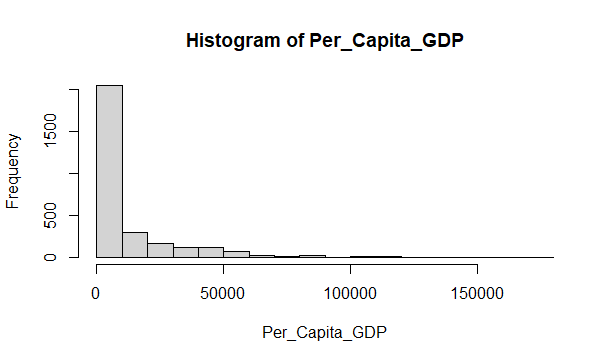 Histogram of Per_Capita_GDP
Frequency
1500
500
0
0 50000 100000 150000
Per_Capita_GDP